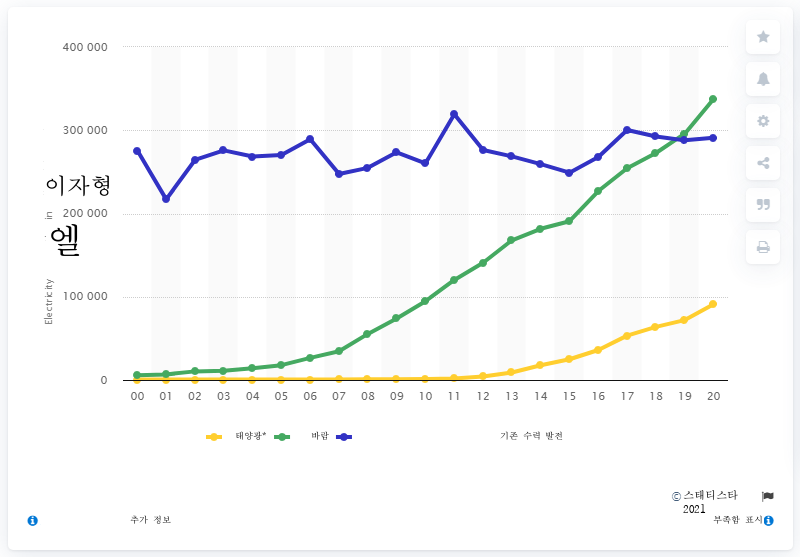 400 000
300 000
이자형
in
200 000
엘
Electricity
100 000
0
00 01 02 03 04 05 06 07 08 09 10 11 12 13 14 15 16 17 18 19 20
태양광* 바람 기존 수력 발전
© 스태티스타
2021
추가 정보 부족함 표시